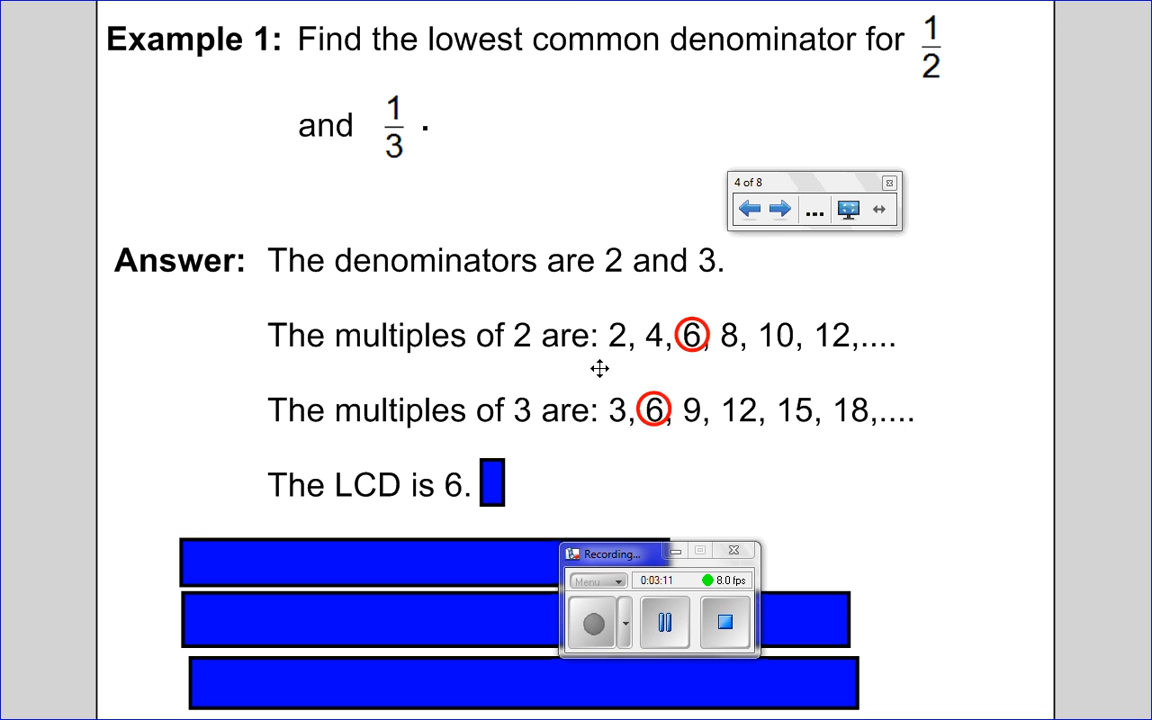 Example 1: Find the lowest common denominator for 1/2
and 1/3 .
4 of 8
...
Answer: The denominators are 2 and 3.
The multiples of 2 are: 2, 4, 6, 8, 10, 12,....
The multiples of 3 are: 3, 6, 9, 12, 15, 18,....
The LCD is 6.
Recording...
Menu 0:03:11 8.0 fps